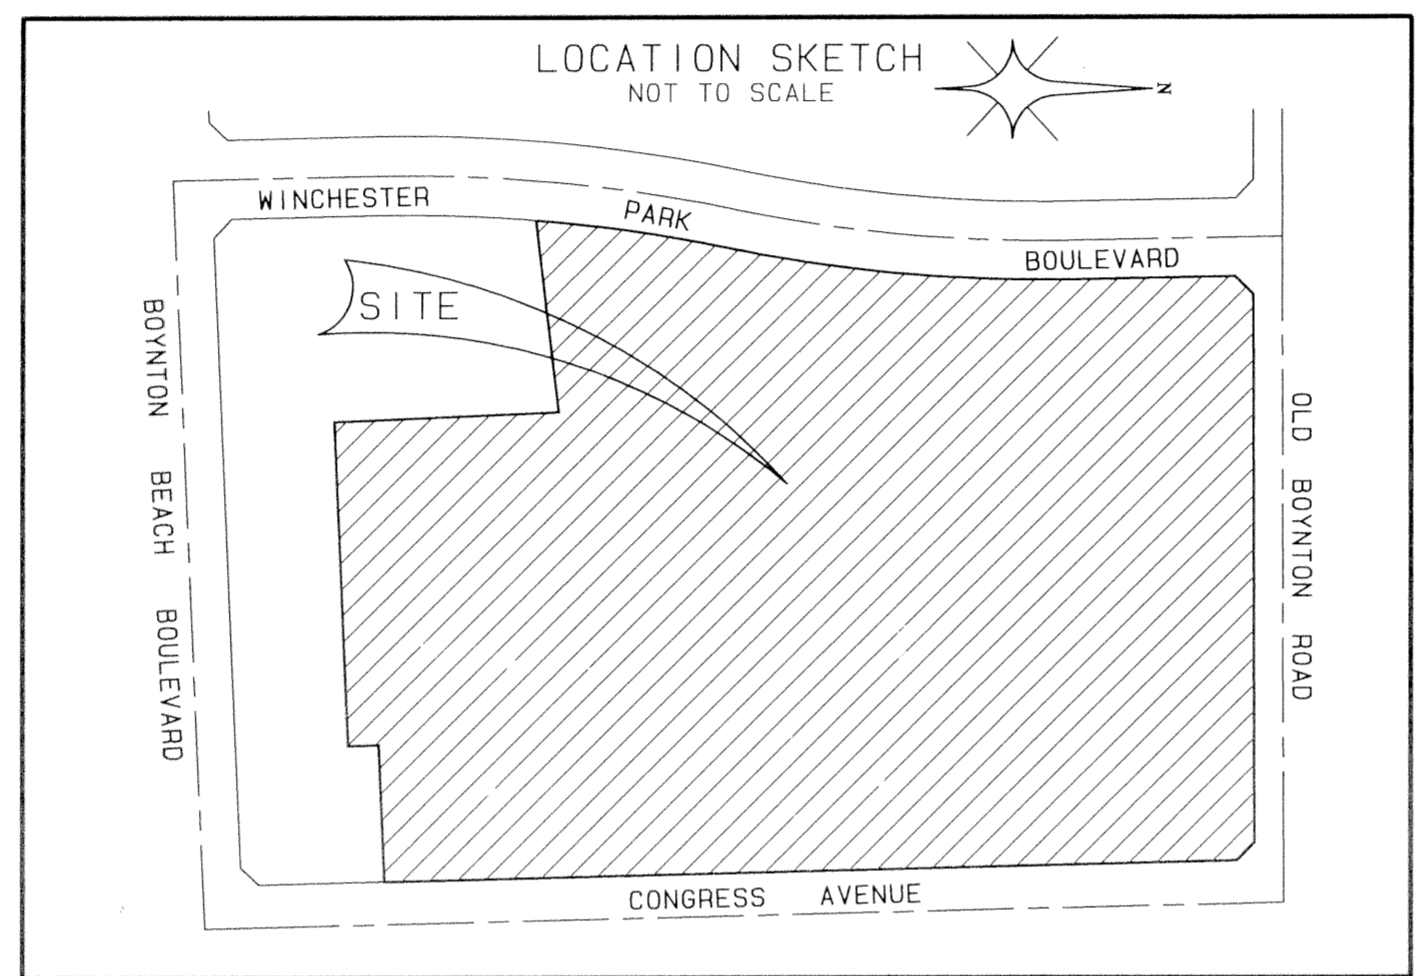 LOCATION SKETCH
NOT TO SCALE
N
WINCHESTER PARK BOULEVARD
SITE
BOYNTON BEACH BOULEVARD
OLD BOYNTON ROAD
CONGRESS AVENUE